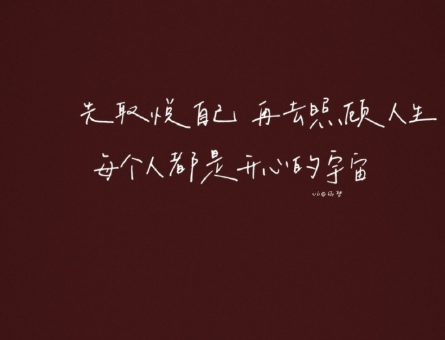 先取悦自己 再去照顾人生
每个人都是开心的宇宙